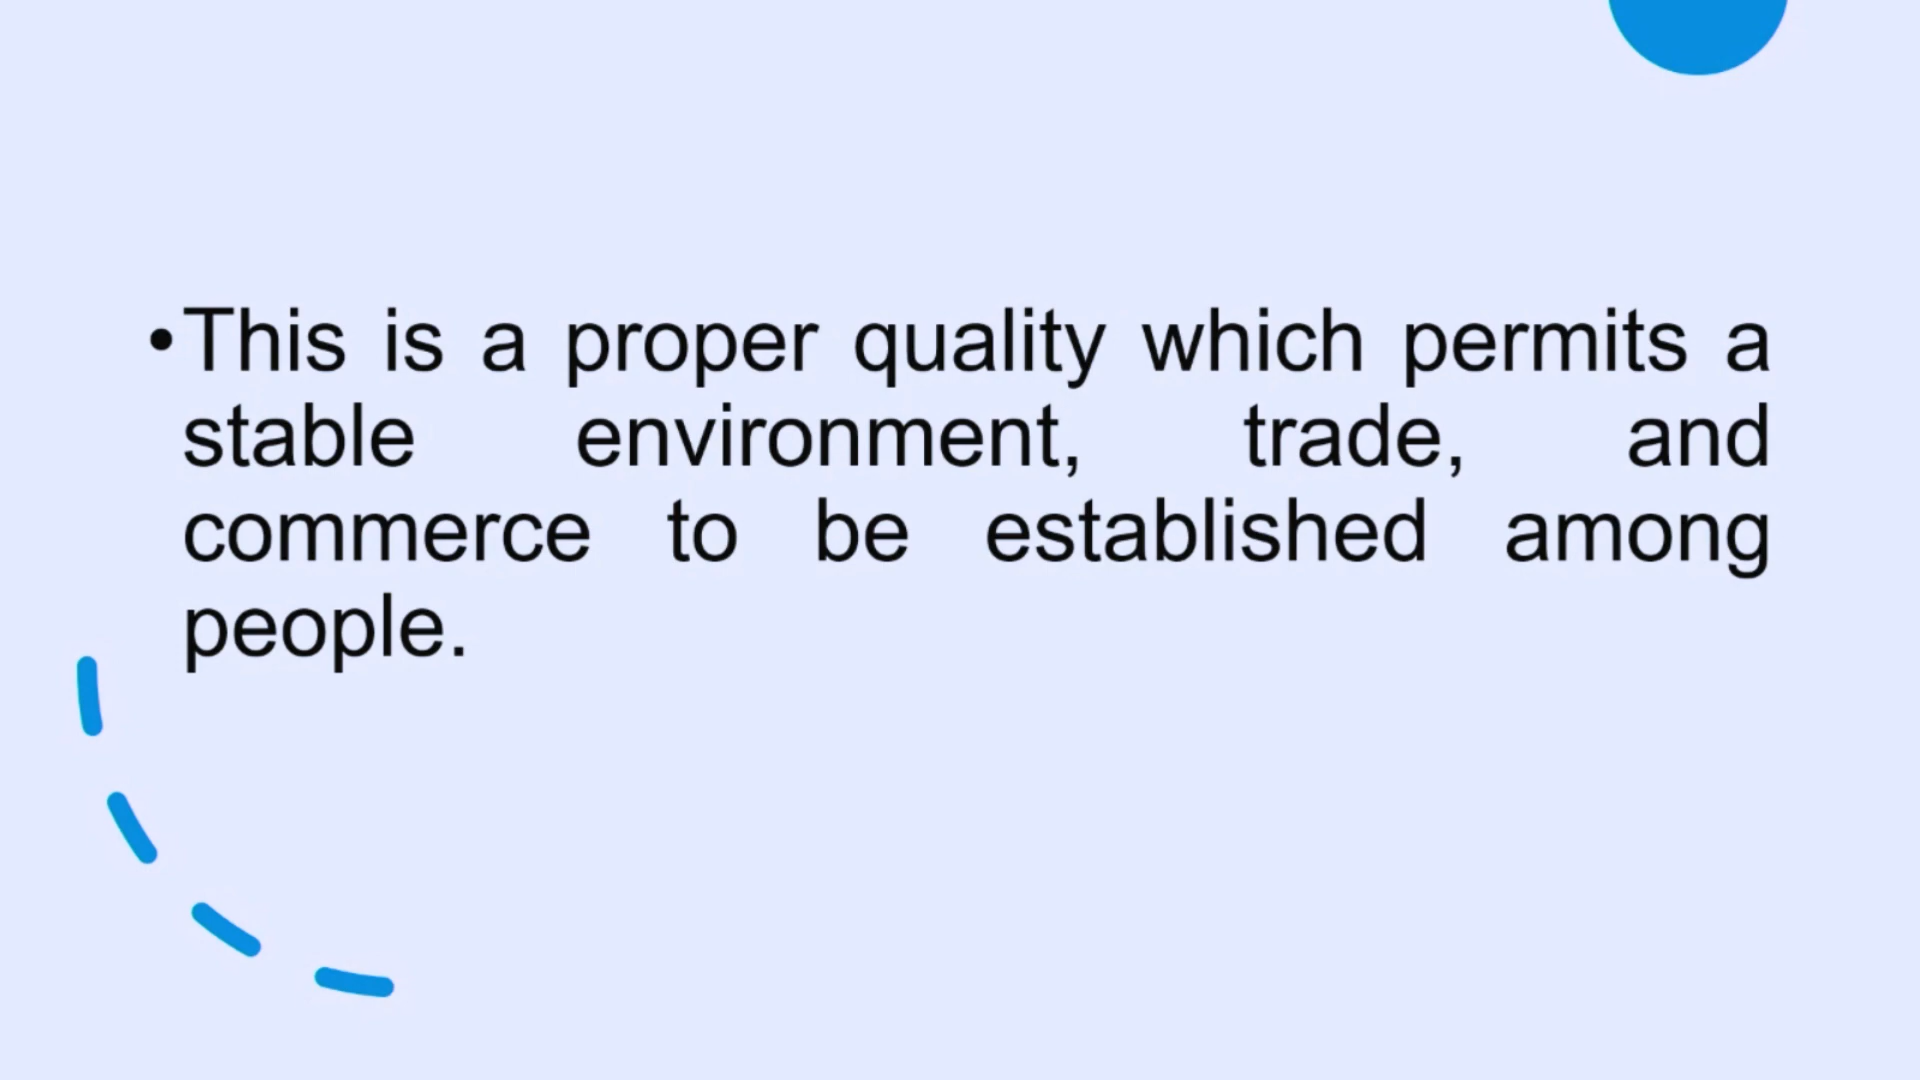 •This is a proper quality which permits a
stable environment, trade, and
commerce to be established among
people.